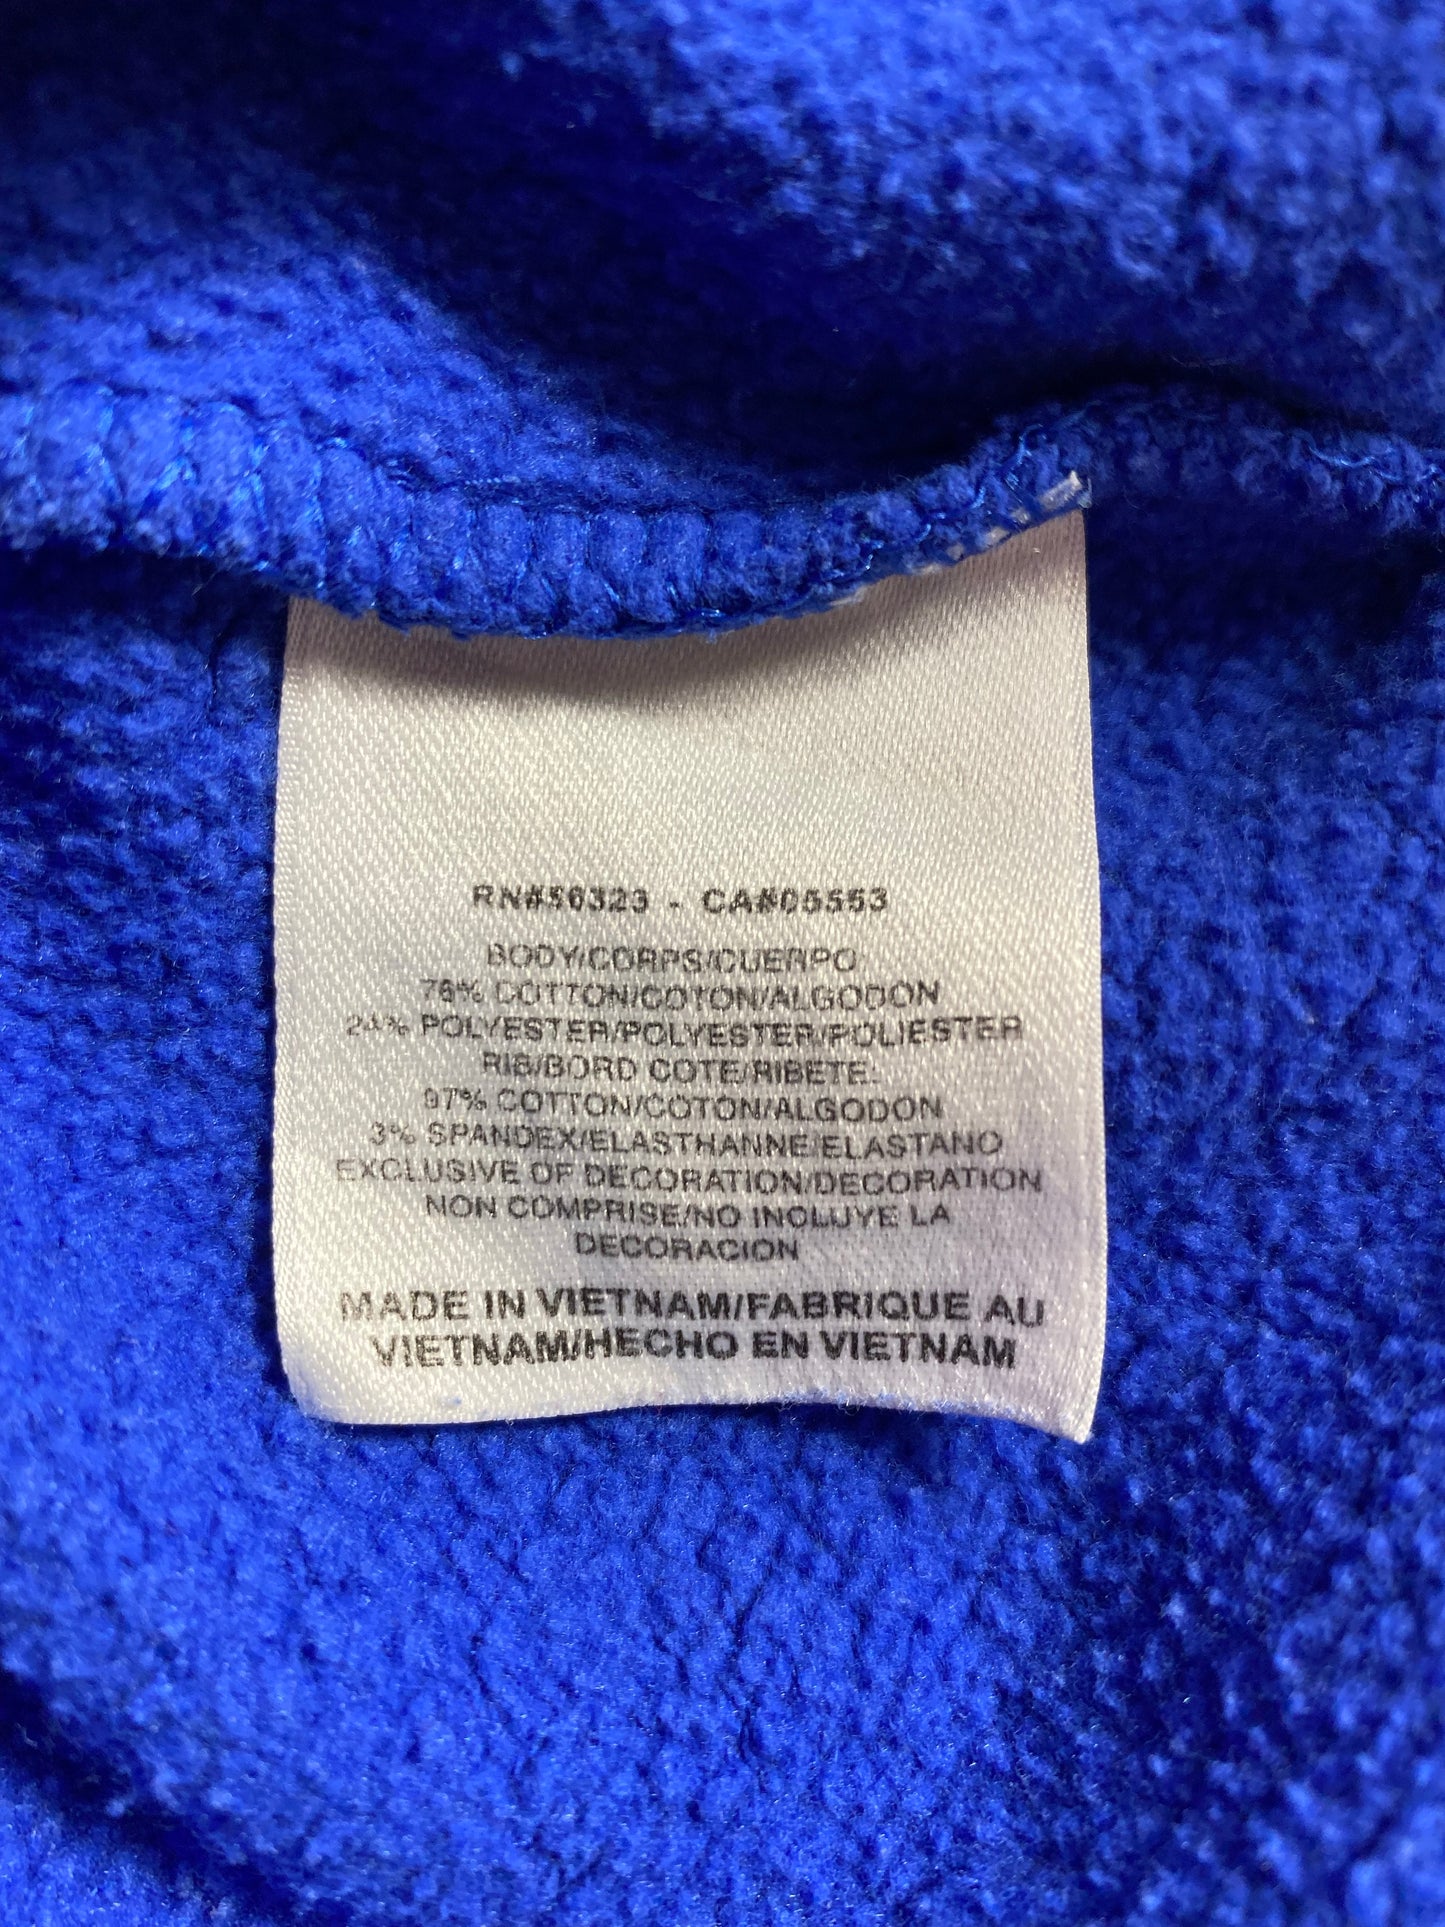 RN#56323 - CA#05553
BODY/CORPS/CUERPO
76% COTTON/COTON/ALGODON
24% POLYESTER/POLYESTER/POLIESTER
RIB/BORD COTE/RIBETE:
97% COTTON/COTON/ALGODON
3% SPANDEX/ELASTHANNE/ELASTANO
EXCLUSIVE OF DECORATION/DECORATION
NON COMPRISE/NO INCLUYE LA
DECORACION
MADE IN VIETNAM/FABRIQUE AU
VIETNAM/HECHO EN VIETNAM